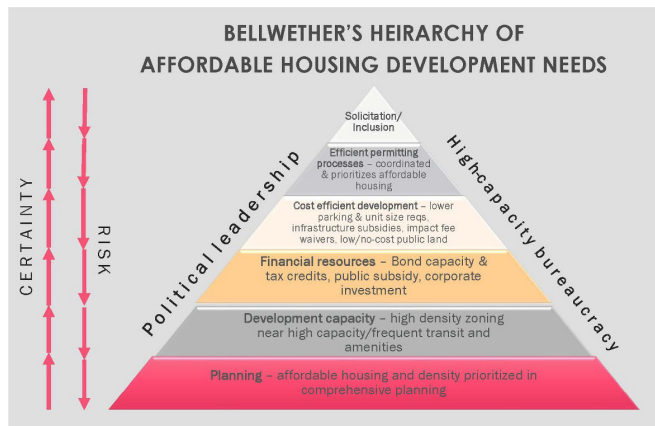 BELLWETHER'S HEIRARCHY OF
AFFORDABLE HOUSING DEVELOPMENT NEEDS
CERTAINTY
RISK
Political leadership
High-capacity bureaucracy
Solicitation/
Inclusion
Efficient permitting
processes – coordinated
& prioritizes affordable
housing
Cost efficient development – lower
parking & unit size reqs,
infrastructure subsidies, impact fee
waivers, low/no-cost public land
Financial resources – Bond capacity &
tax credits, public subsidy, corporate
investment
Development capacity – high density zoning
near high capacity/frequent transit and
amenities
Planning – affordable housing and density prioritized in
comprehensive planning